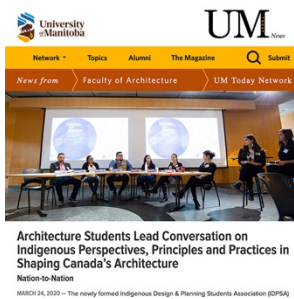 University
of Manitoba
UM
News
Network
Topics
Alumni
The Magazine
Submit
News from
Faculty of Architecture
UM Today Network
Architecture Students Lead Conversation on
Indigenous Perspectives, Principles and Practices in
Shaping Canada's Architecture
Nation-to-Nation
MARCH 24, 2020 — The newly formed Indigenous Design & Planning Students Association (IDPSA)